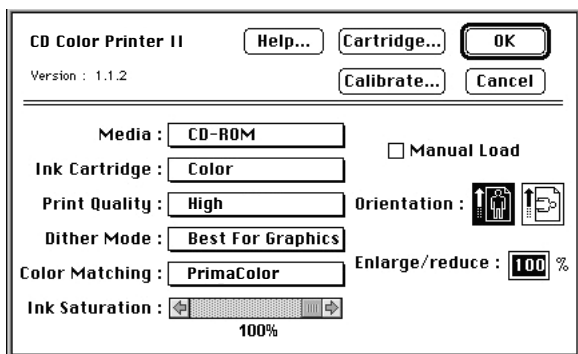 CD Color Printer II
Help...
Cartridge...
OK
Version : 1.1.2
Calibrate...
Cancel
Media : CD-ROM
Manual Load
Ink Cartridge : Color
Print Quality : High
Orientation :
Dither Mode : Best For Graphics
Enlarge/reduce : 100 %
Color Matching : PrimaColor
Ink Saturation :
100%